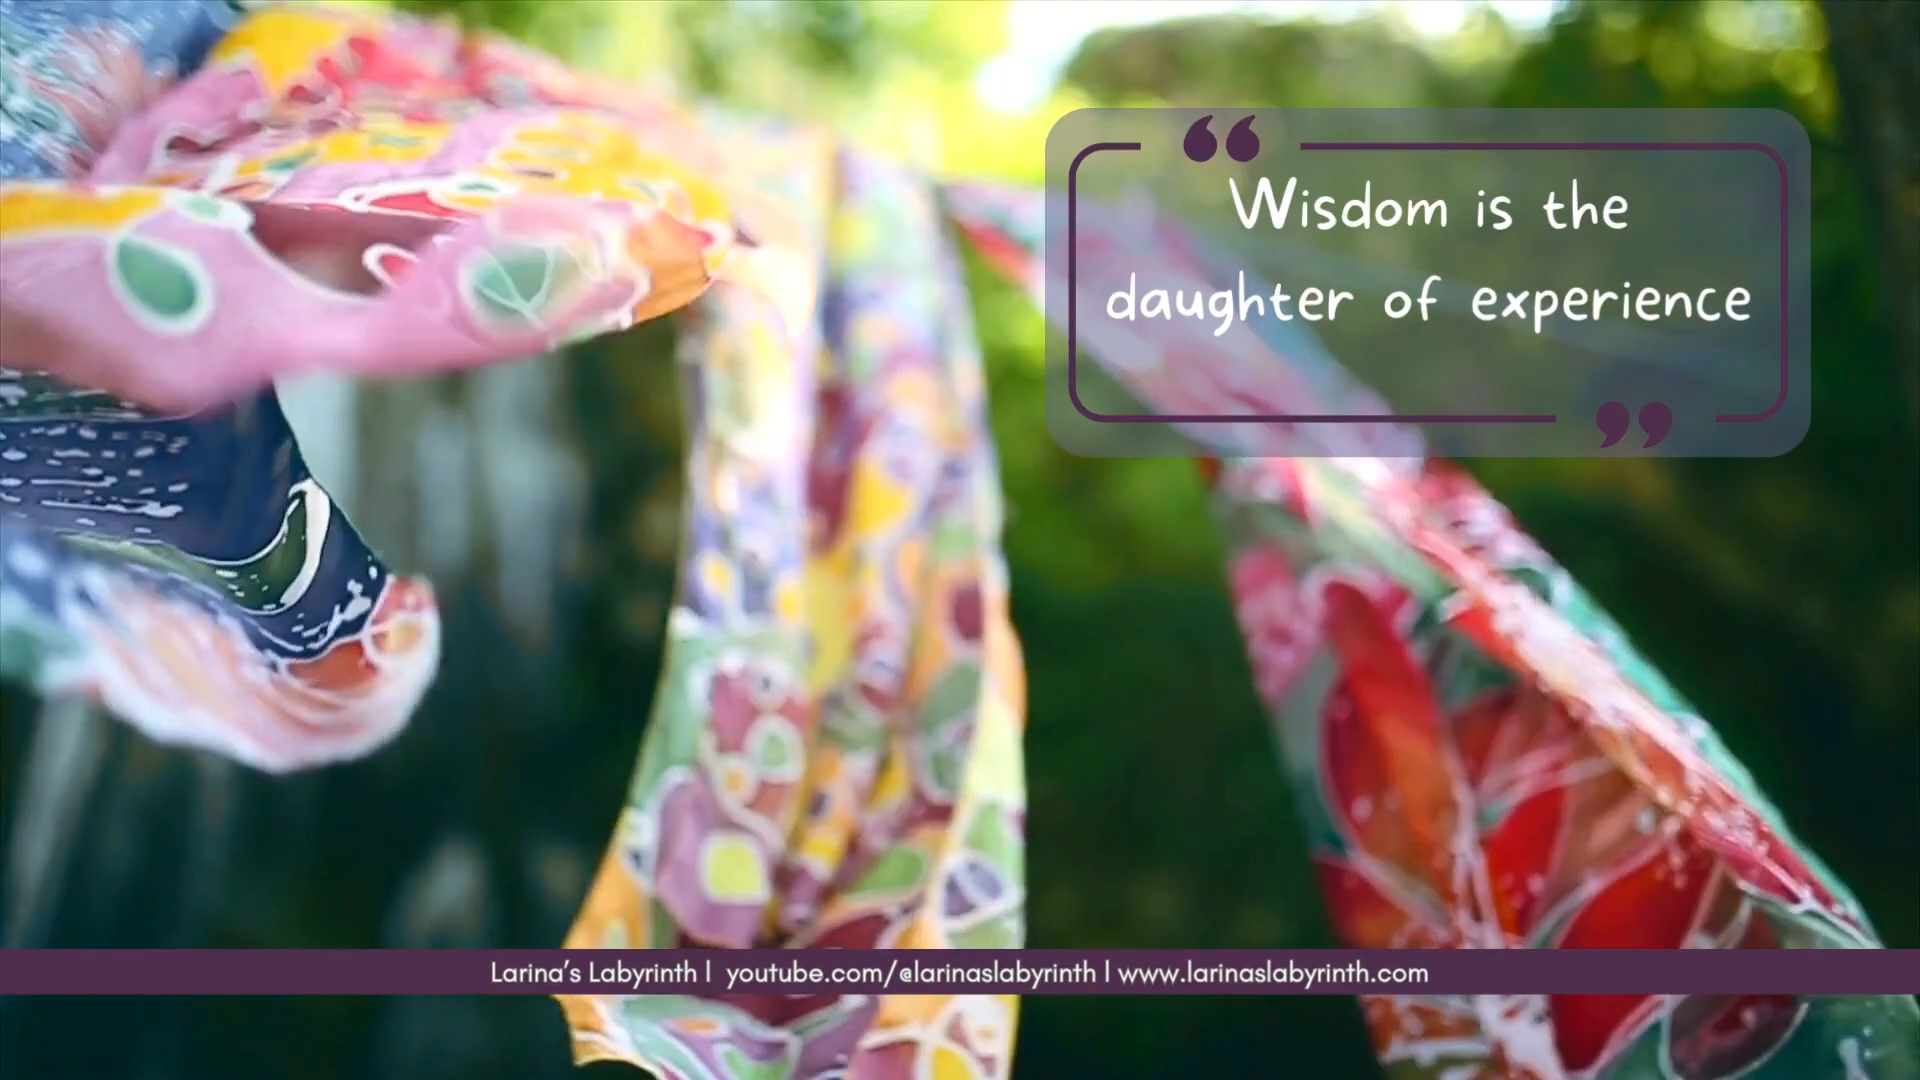 Wisdom is the
daughter of experience
Larina’s Labyrinth | youtube.com/@larinaslabyrinth | www.larinaslabyrinth.com